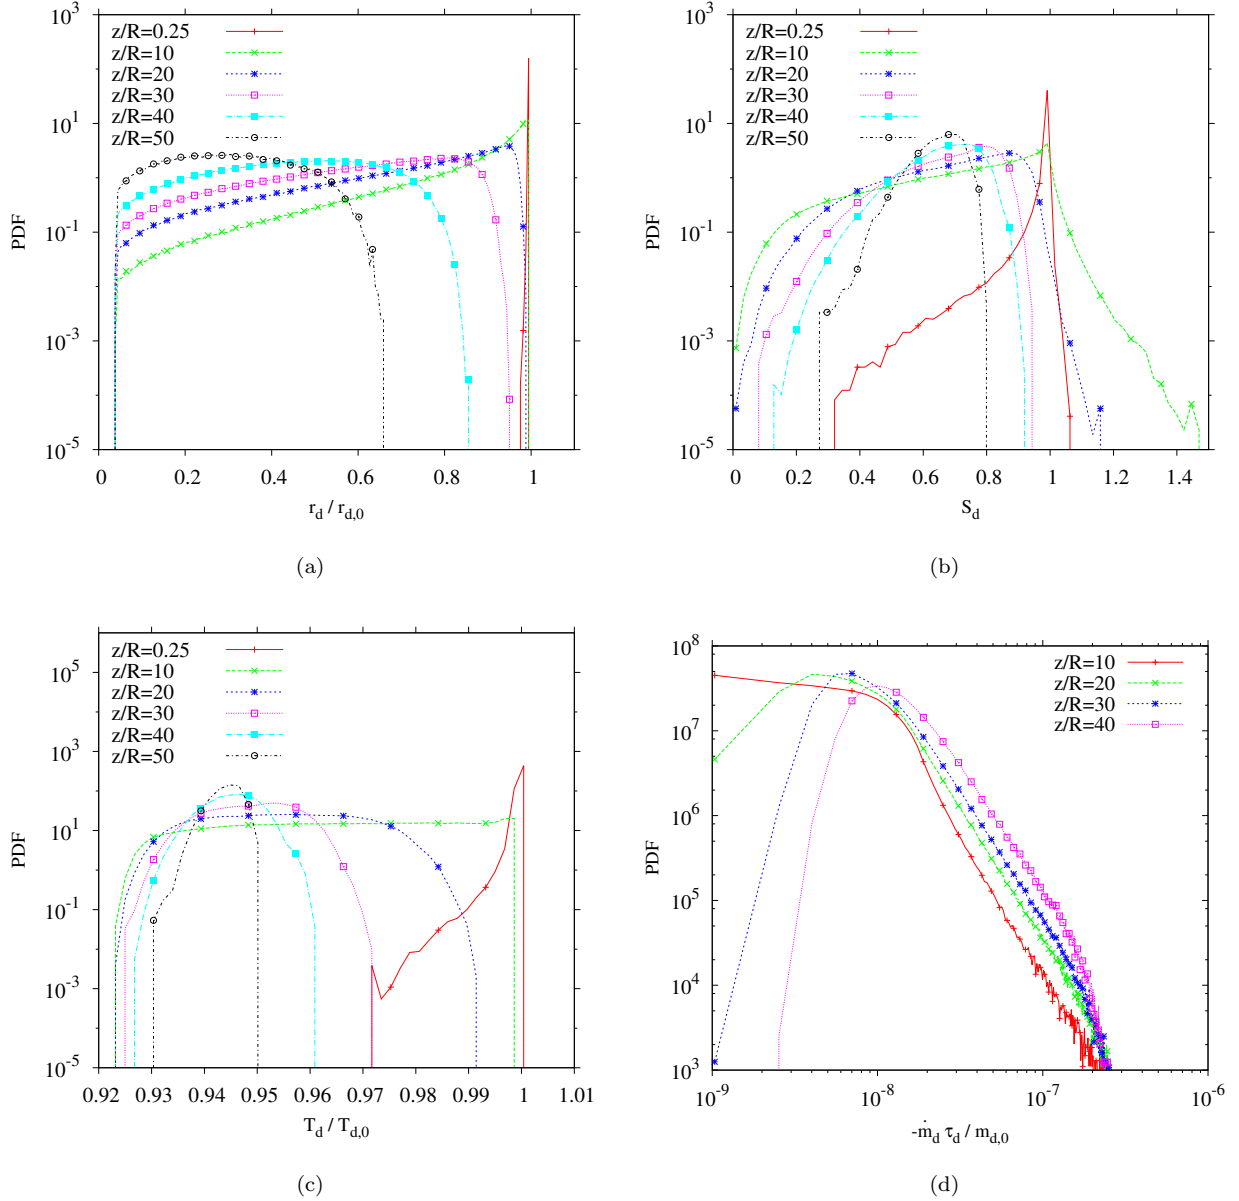 z/R=0.25
z/R=10
z/R=20
z/R=30
z/R=40
z/R=50
PDF
10^3
10^1
10^-1
10^-3
10^-5
0 0.2 0.4 0.6 0.8 1
r_d / r_{d,0}
(a)
z/R=0.25
z/R=10
z/R=20
z/R=30
z/R=40
z/R=50
PDF
10^3
10^1
10^-1
10^-3
10^-5
0 0.2 0.4 0.6 0.8 1 1.2 1.4
S_d
(b)
z/R=0.25
z/R=10
z/R=20
z/R=30
z/R=40
z/R=50
PDF
10^5
10^3
10^1
10^-1
10^-3
10^-5
0.92 0.93 0.94 0.95 0.96 0.97 0.98 0.99 1 1.01
T_d / T_{d,0}
(c)
z/R=10
z/R=20
z/R=30
z/R=40
PDF
10^8
10^7
10^6
10^5
10^4
10^3
10^-9 10^-8 10^-7 10^-6
-ṁ_d τ_d / m_{d,0}
(d)